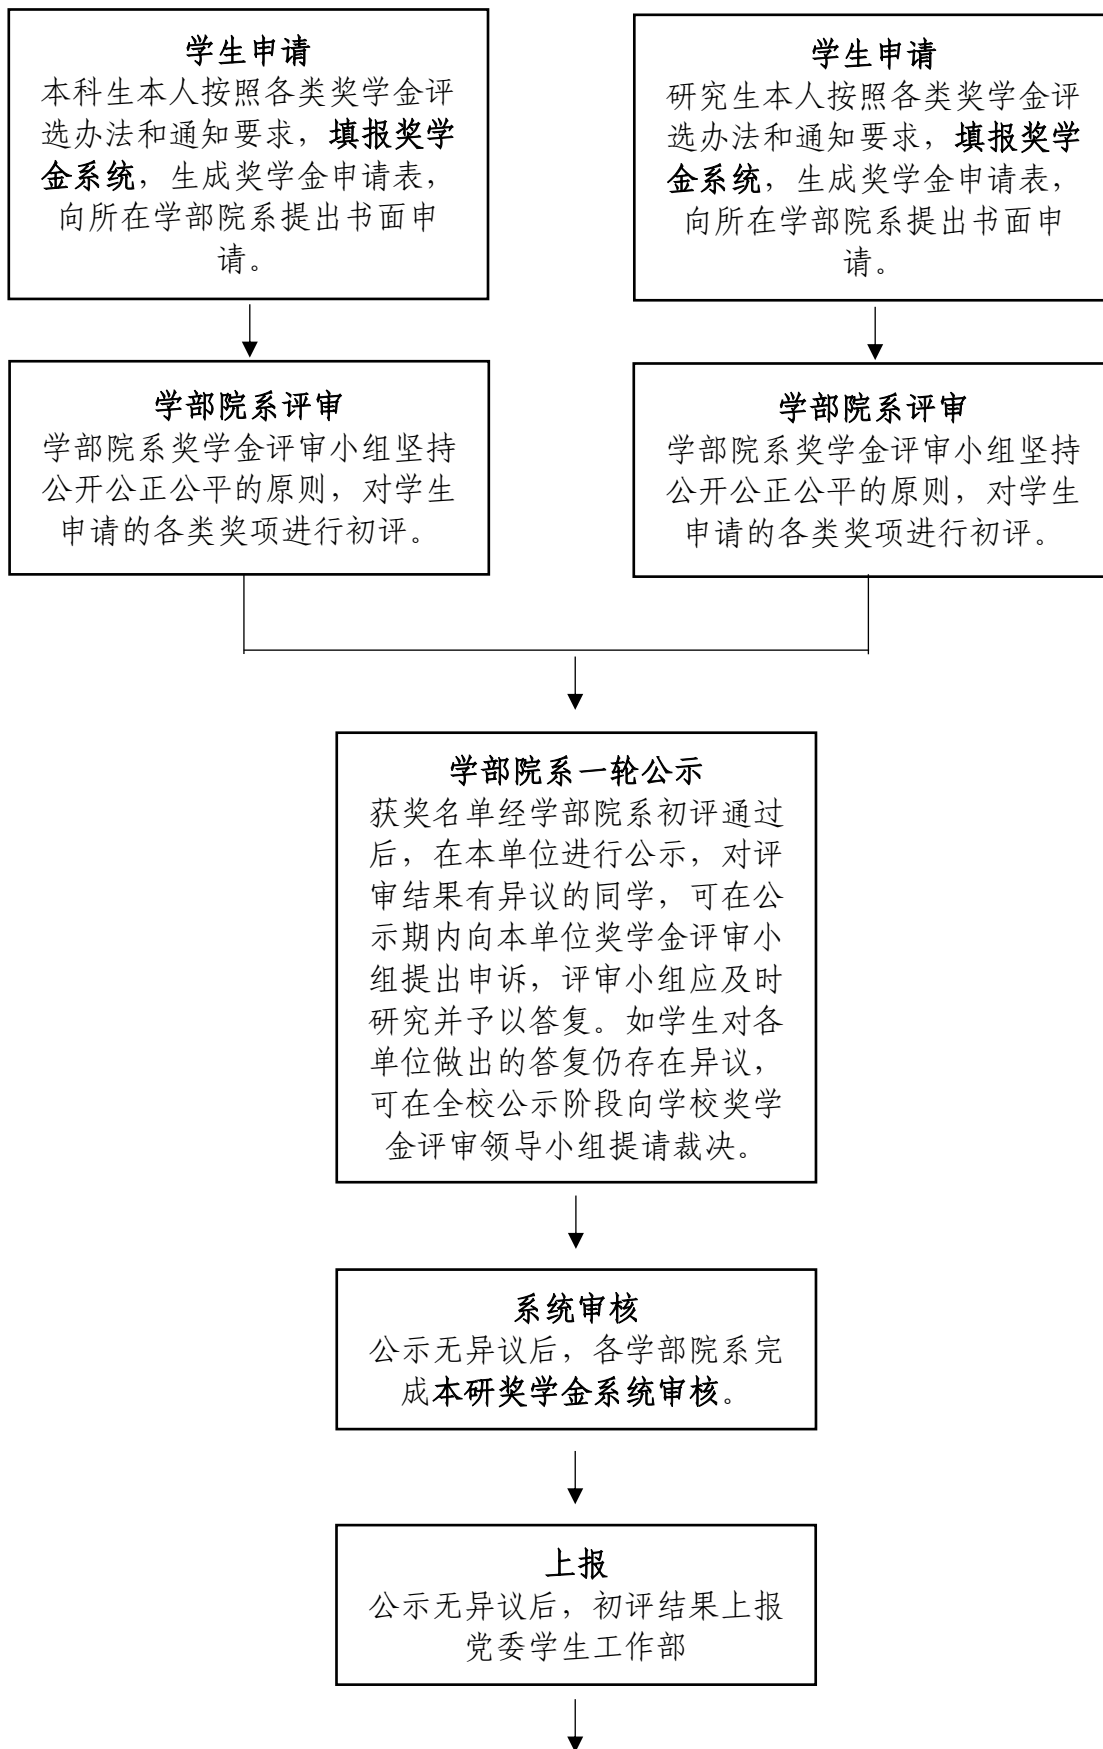 学生申请
本科生本人按照各类奖学金评
选办法和通知要求，填报奖学
金系统，生成奖学金申请表，
向所在学部院系提出书面申
请。
学生申请
研究生本人按照各类奖学金评
选办法和通知要求，填报奖学
金系统，生成奖学金申请表，
向所在学部院系提出书面申
请。
学部院系评审
学部院系奖学金评审小组坚持
公开公正公平的原则，对学生
申请的各类奖项进行初评。
学部院系评审
学部院系奖学金评审小组坚持
公开公正公平的原则，对学生
申请的各类奖项进行初评。
学部院系一轮公示
获奖名单经学部院系初评通过
后，在本单位进行公示，对评
审结果有异议的同学，可在公
示期内向本单位奖学金评审小
组提出申诉，评审小组应及时
研究并予以答复。如学生对各
单位做出的答复仍存在异议，
可在全校公示阶段向学校奖学
金评审领导小组提请裁决。
系统审核
公示无异议后，各学部院系完
成本研奖学金系统审核。
上报
公示无异议后，初评结果上报
党委学生工作部